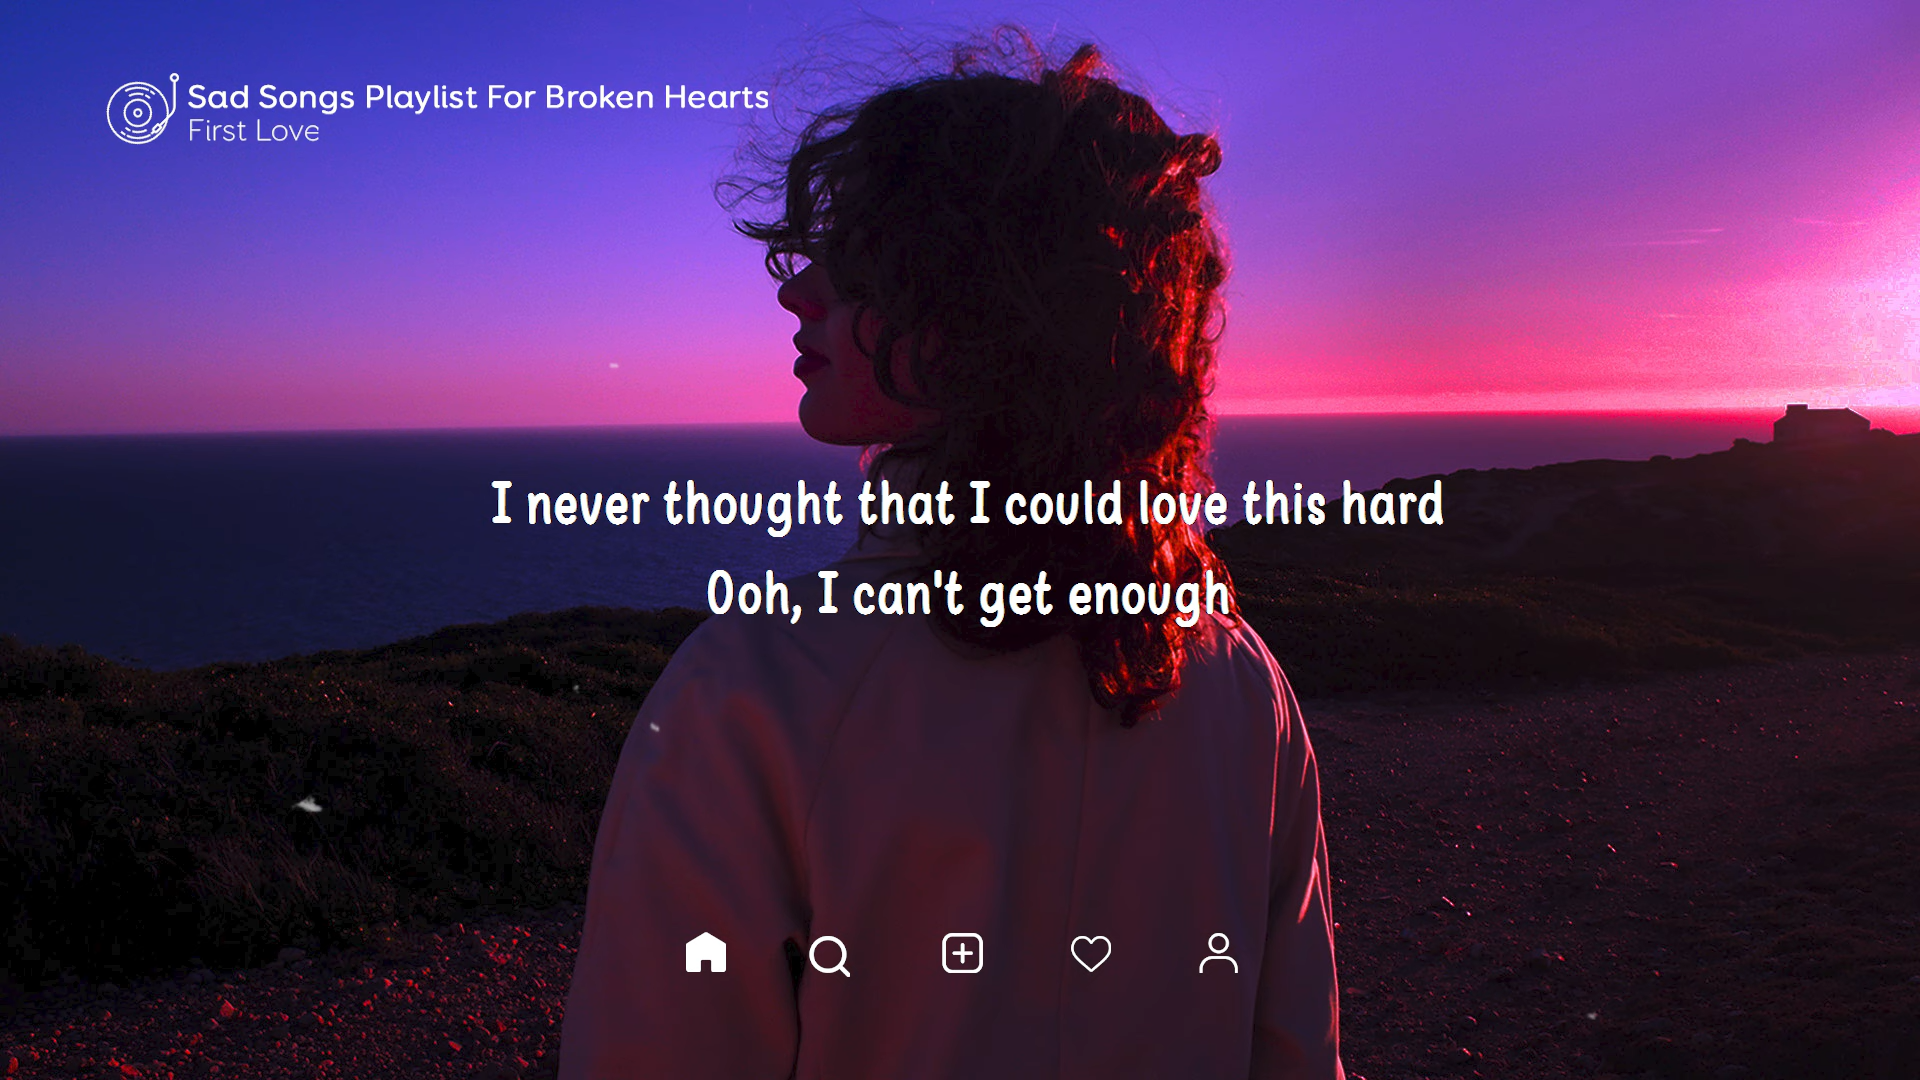 Sad Songs Playlist For Broken Hearts
First Love
I never thought that I could love this hard
Ooh, I can't get enough